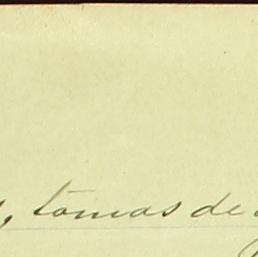 , tomas de